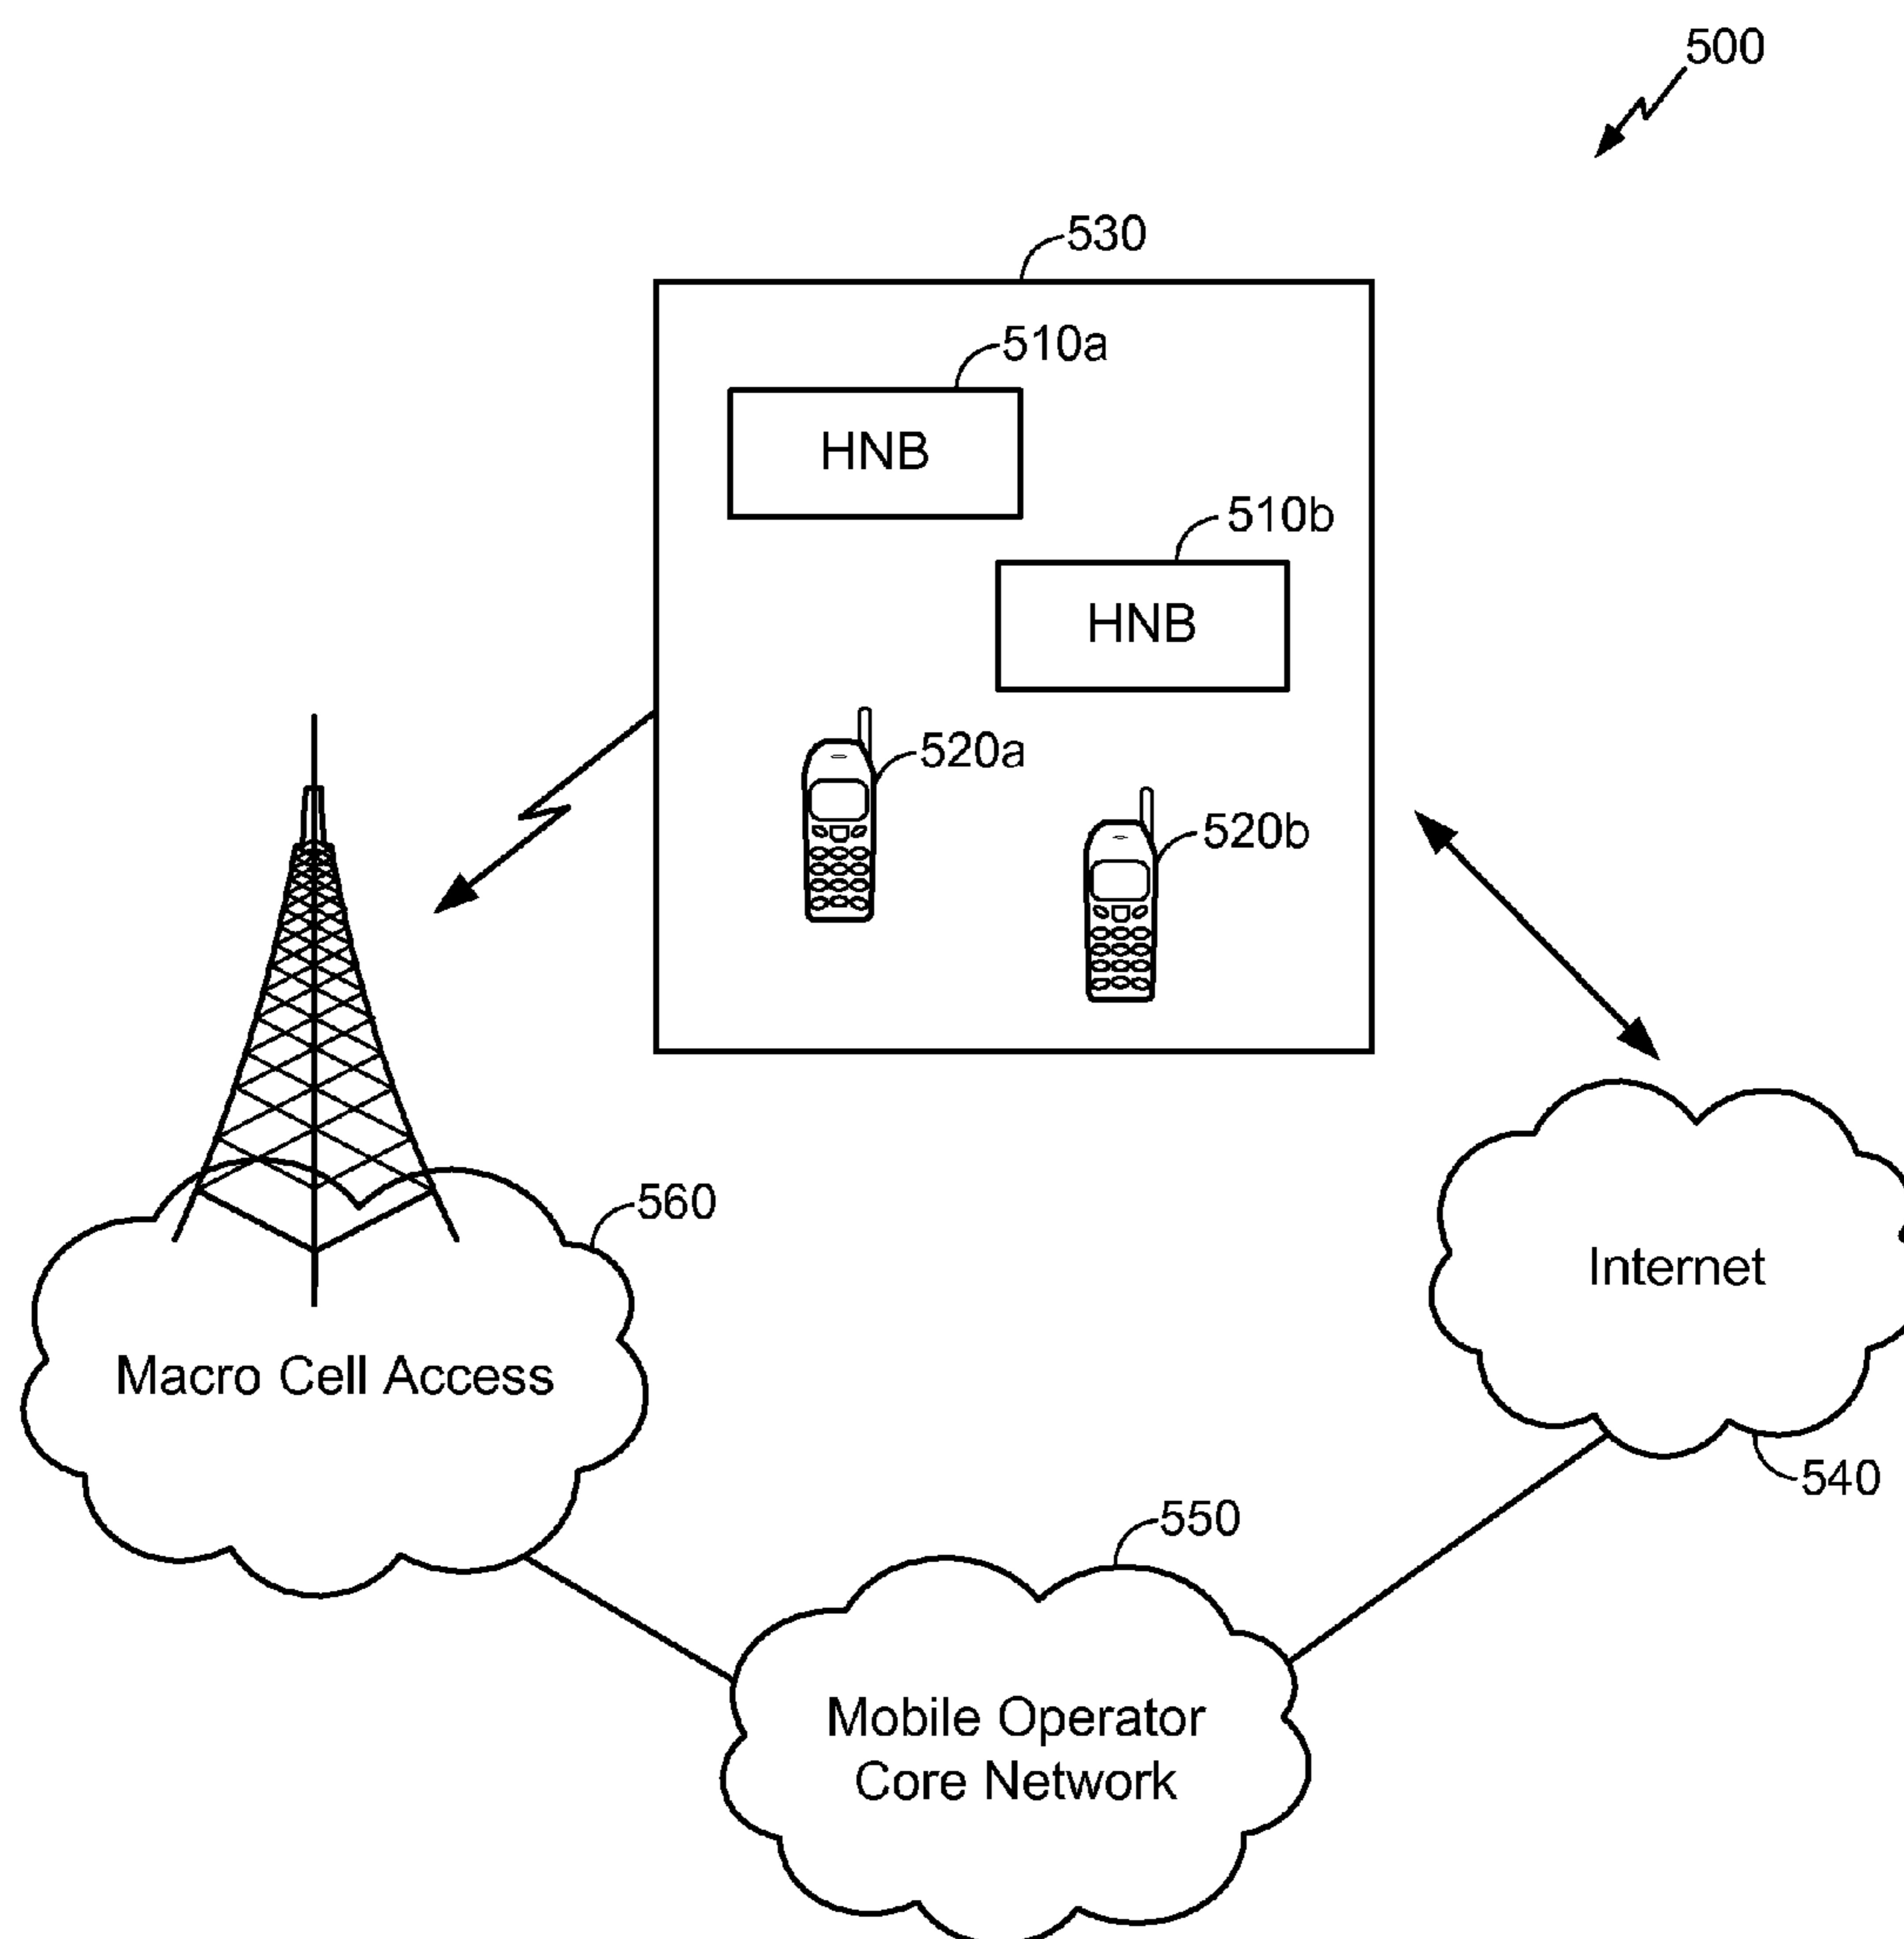 500
530
510a
HNB
510b
HNB
520a
520b
560
Internet
Macro Cell Access
540
550
Mobile Operator
Core Network